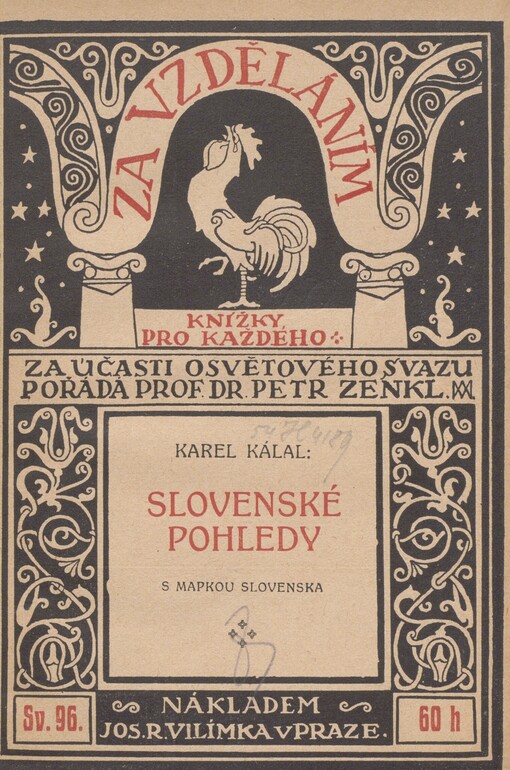 ZA VZDĚLÁNÍM
KNÍŽKY
PRO KAŽDÉHO
ZA ÚČASTI OSVĚTOVÉHO SVAZU
POŘÁDÁ PROF. DR. PETR ZENKL.
KAREL KÁLAL:
SLOVENSKÉ
POHLEDY
S MAPKOU SLOVENSKA
NÁKLADEM
JOS. R. VILÍMKA V PRAZE.
Sv. 96.
60 h